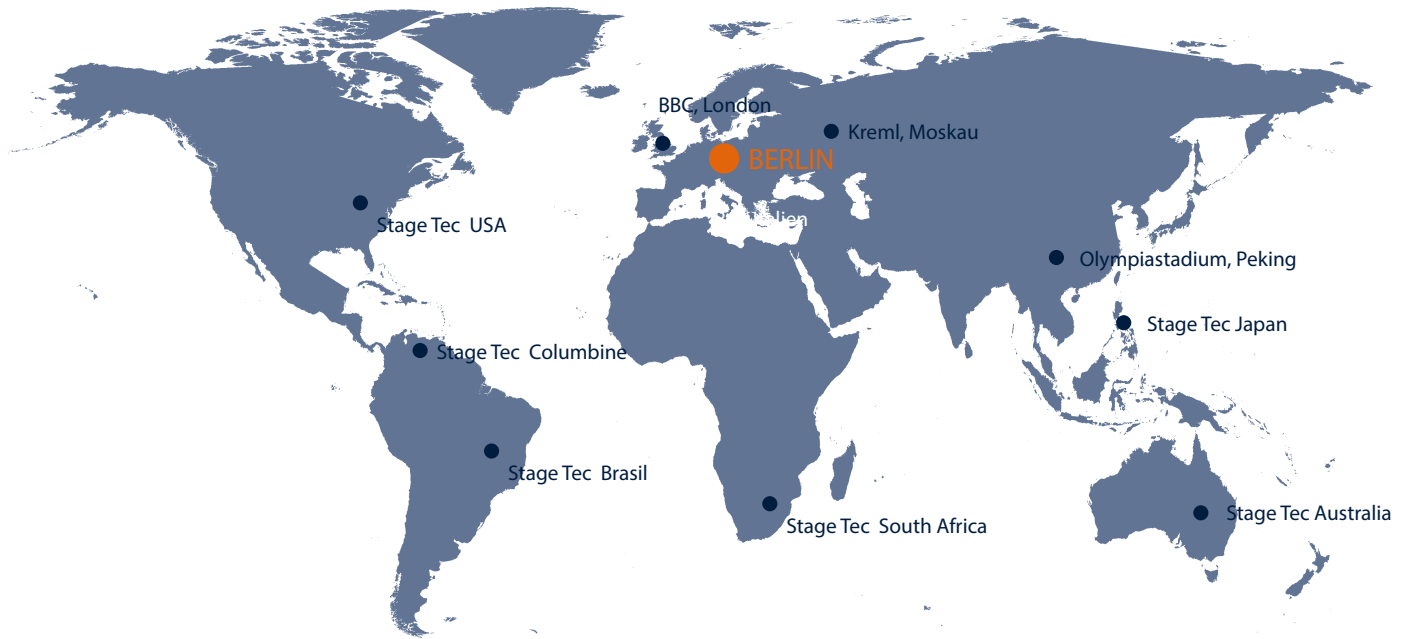 BBC, London
Kreml, Moskau
BERLIN
Stage Tec USA
Olympiastadium, Peking
Stage Tec Japan
Stage Tec Columbine
Stage Tec Brasil
Stage Tec South Africa
Stage Tec Australia